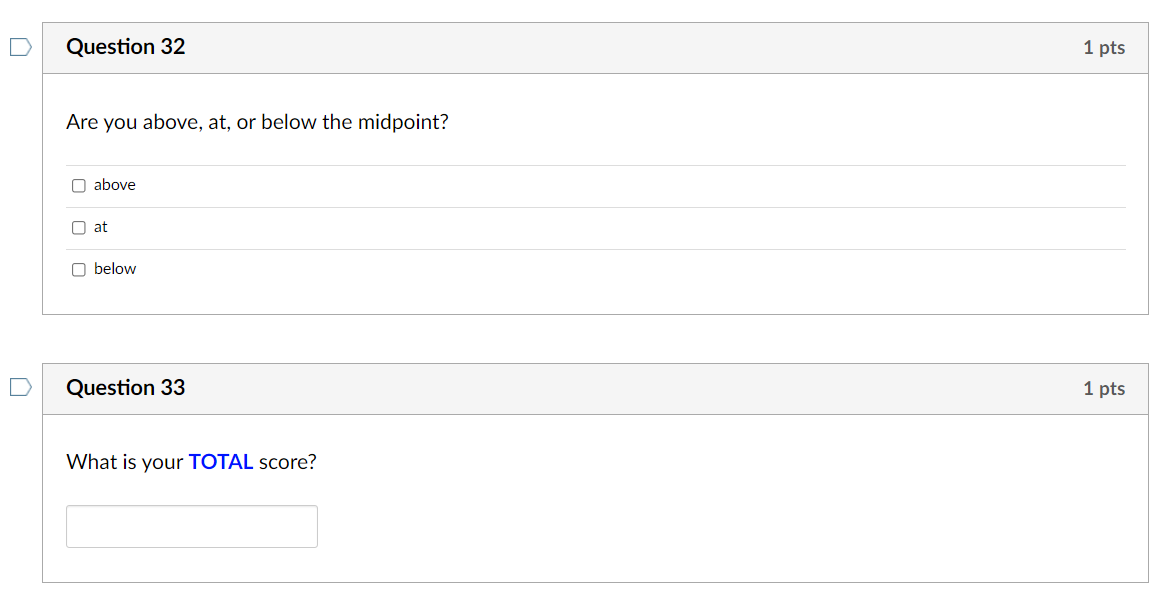 Question 32
1 pts
Are you above, at, or below the midpoint?
above
at
below
Question 33
1 pts
What is your TOTAL score?